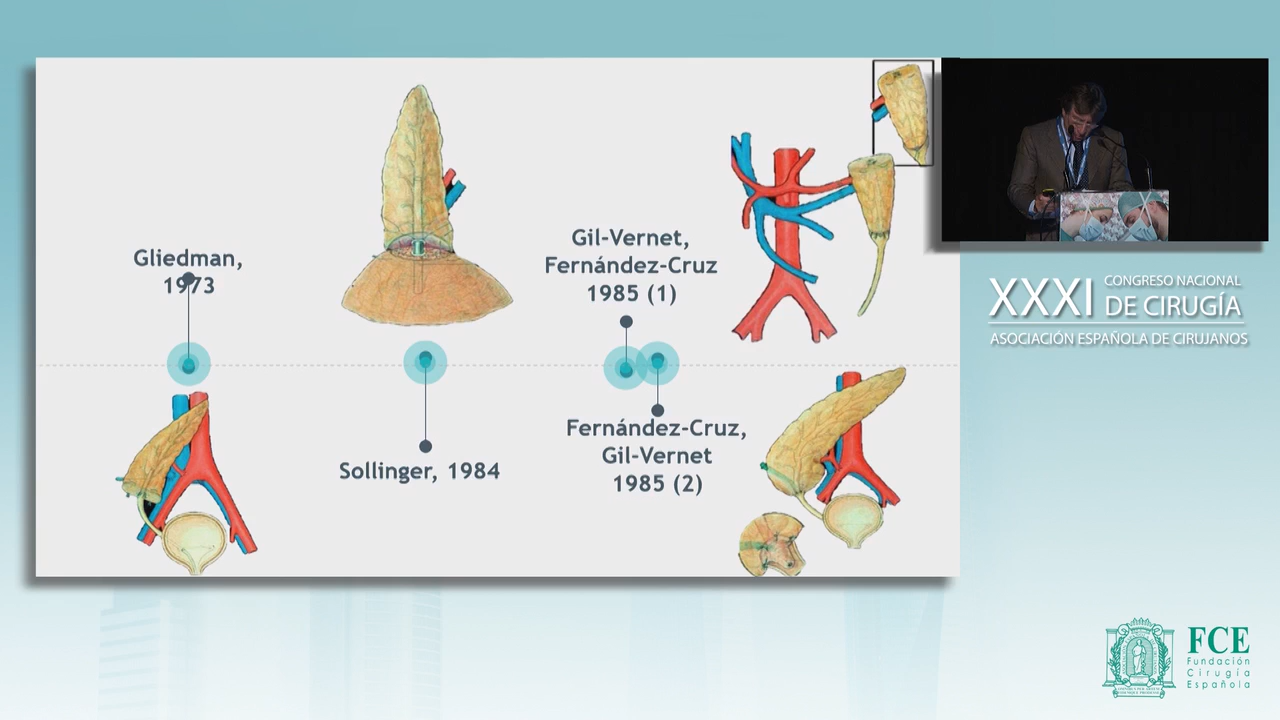 Gliedman,
1973
Sollinger, 1984
Gil-Vernet,
Fernández-Cruz
1985 (1)
Fernández-Cruz,
Gil-Vernet
1985 (2)
XXXI CONGRESO NACIONAL
DE CIRUGÍA
ASOCIACIÓN ESPAÑOLA DE CIRUJANOS
FCE
Fundación
Cirugía
Española